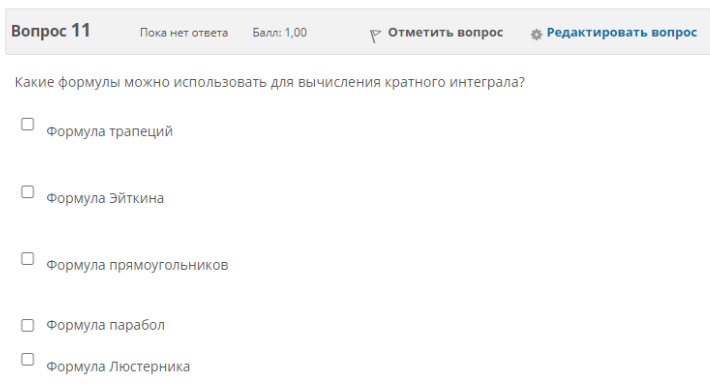 Вопрос 11 Пока нет ответа Балл: 1,00 Отметить вопрос Редактировать вопрос
Какие формулы можно использовать для вычисления кратного интеграла?
Формула трапеций
Формула Эйткина
Формула прямоугольников
Формула парабол
Формула Люстерника